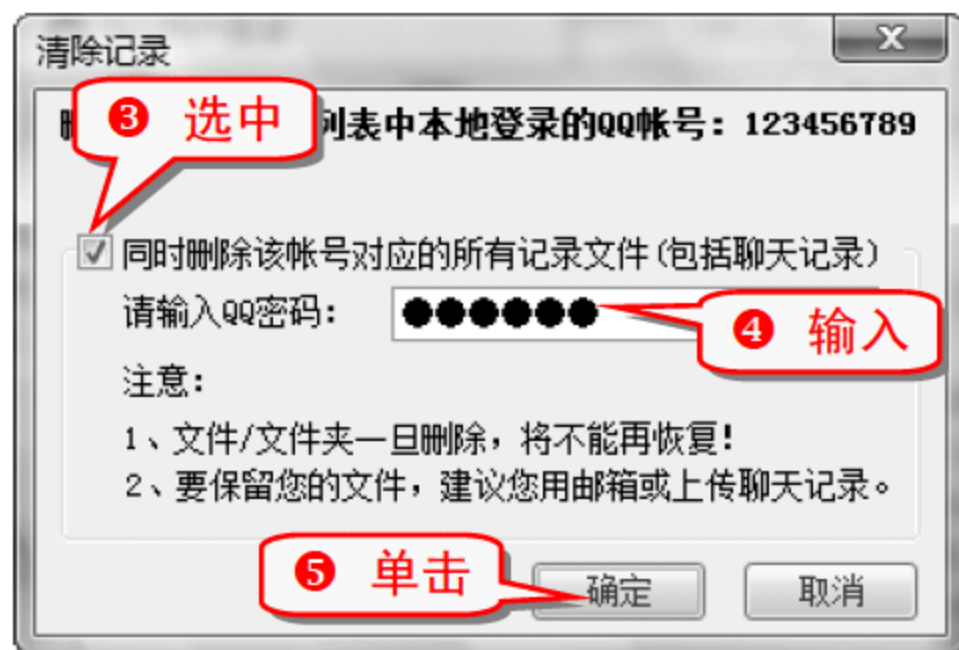 清除记录
❸ 选中
列表中本地登录的QQ帐号：123456789
同时删除该帐号对应的所有记录文件(包括聊天记录)
请输入QQ密码：
●●●●●●
❹ 输入
注意：
1、文件/文件夹一旦删除，将不能再恢复！
2、要保留您的文件，建议您用邮箱或上传聊天记录。
❺ 单击
确定
取消